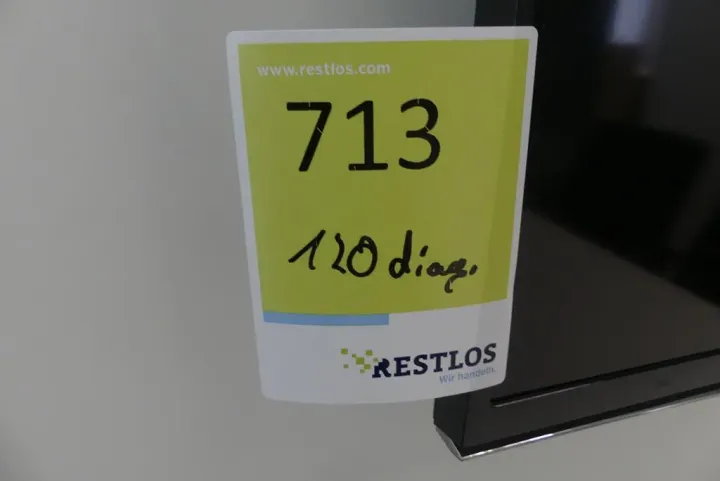 www.restlos.com
713
120 diag.
RESTLOS
Wir handeln.